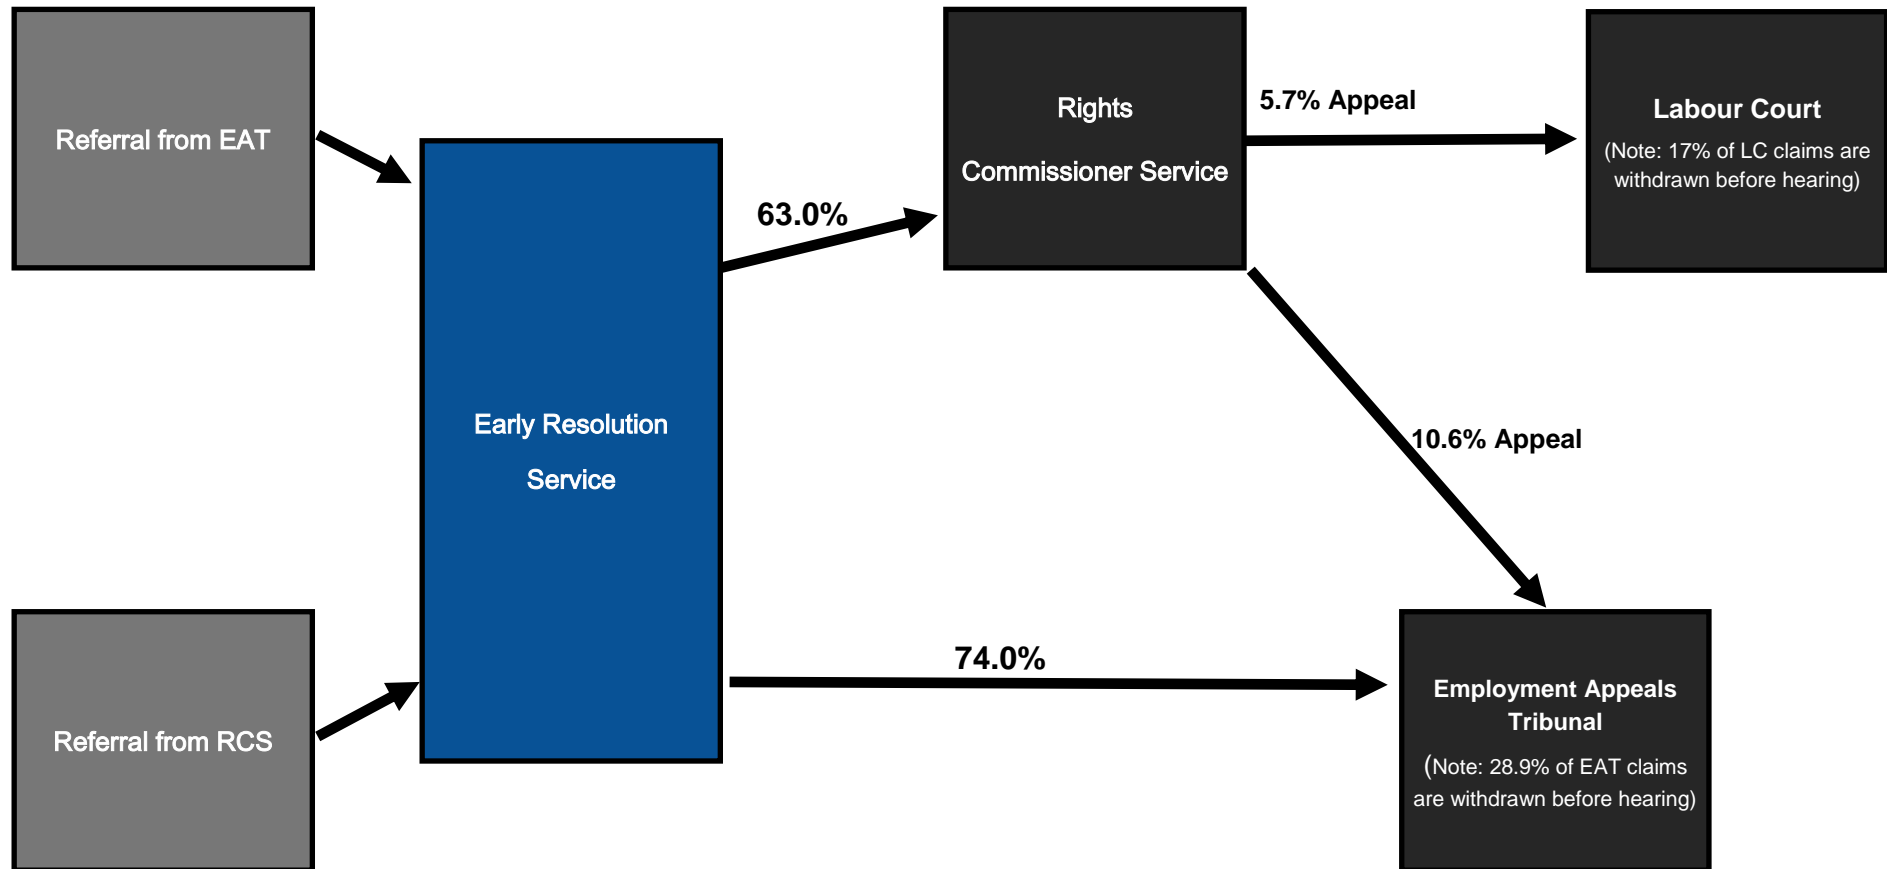 Referral from EAT
Referral from RCS
Early Resolution
Service
63.0%
74.0%
Rights
Commissioner Service
5.7% Appeal
10.6% Appeal
Labour Court
(Note: 17% of LC claims are
withdrawn before hearing)
Employment Appeals
Tribunal
(Note: 28.9% of EAT claims
are withdrawn before hearing)